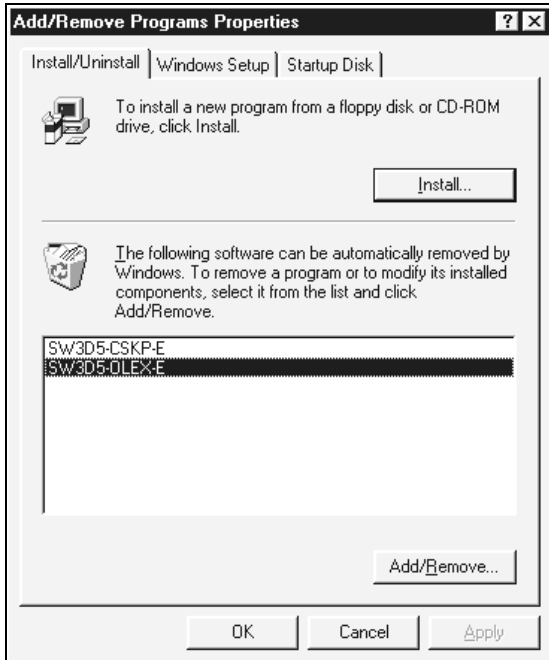 Add/Remove Programs Properties
Install/Uninstall Windows Setup Startup Disk
To install a new program from a floppy disk or CD-ROM
drive, click Install.
Install...
The following software can be automatically removed by
Windows. To remove a program or to modify its installed
components, select it from the list and click
Add/Remove.
SW3D5-CSKP-E
SW3D5-OLEX-E
Add/Remove...
OK Cancel Apply